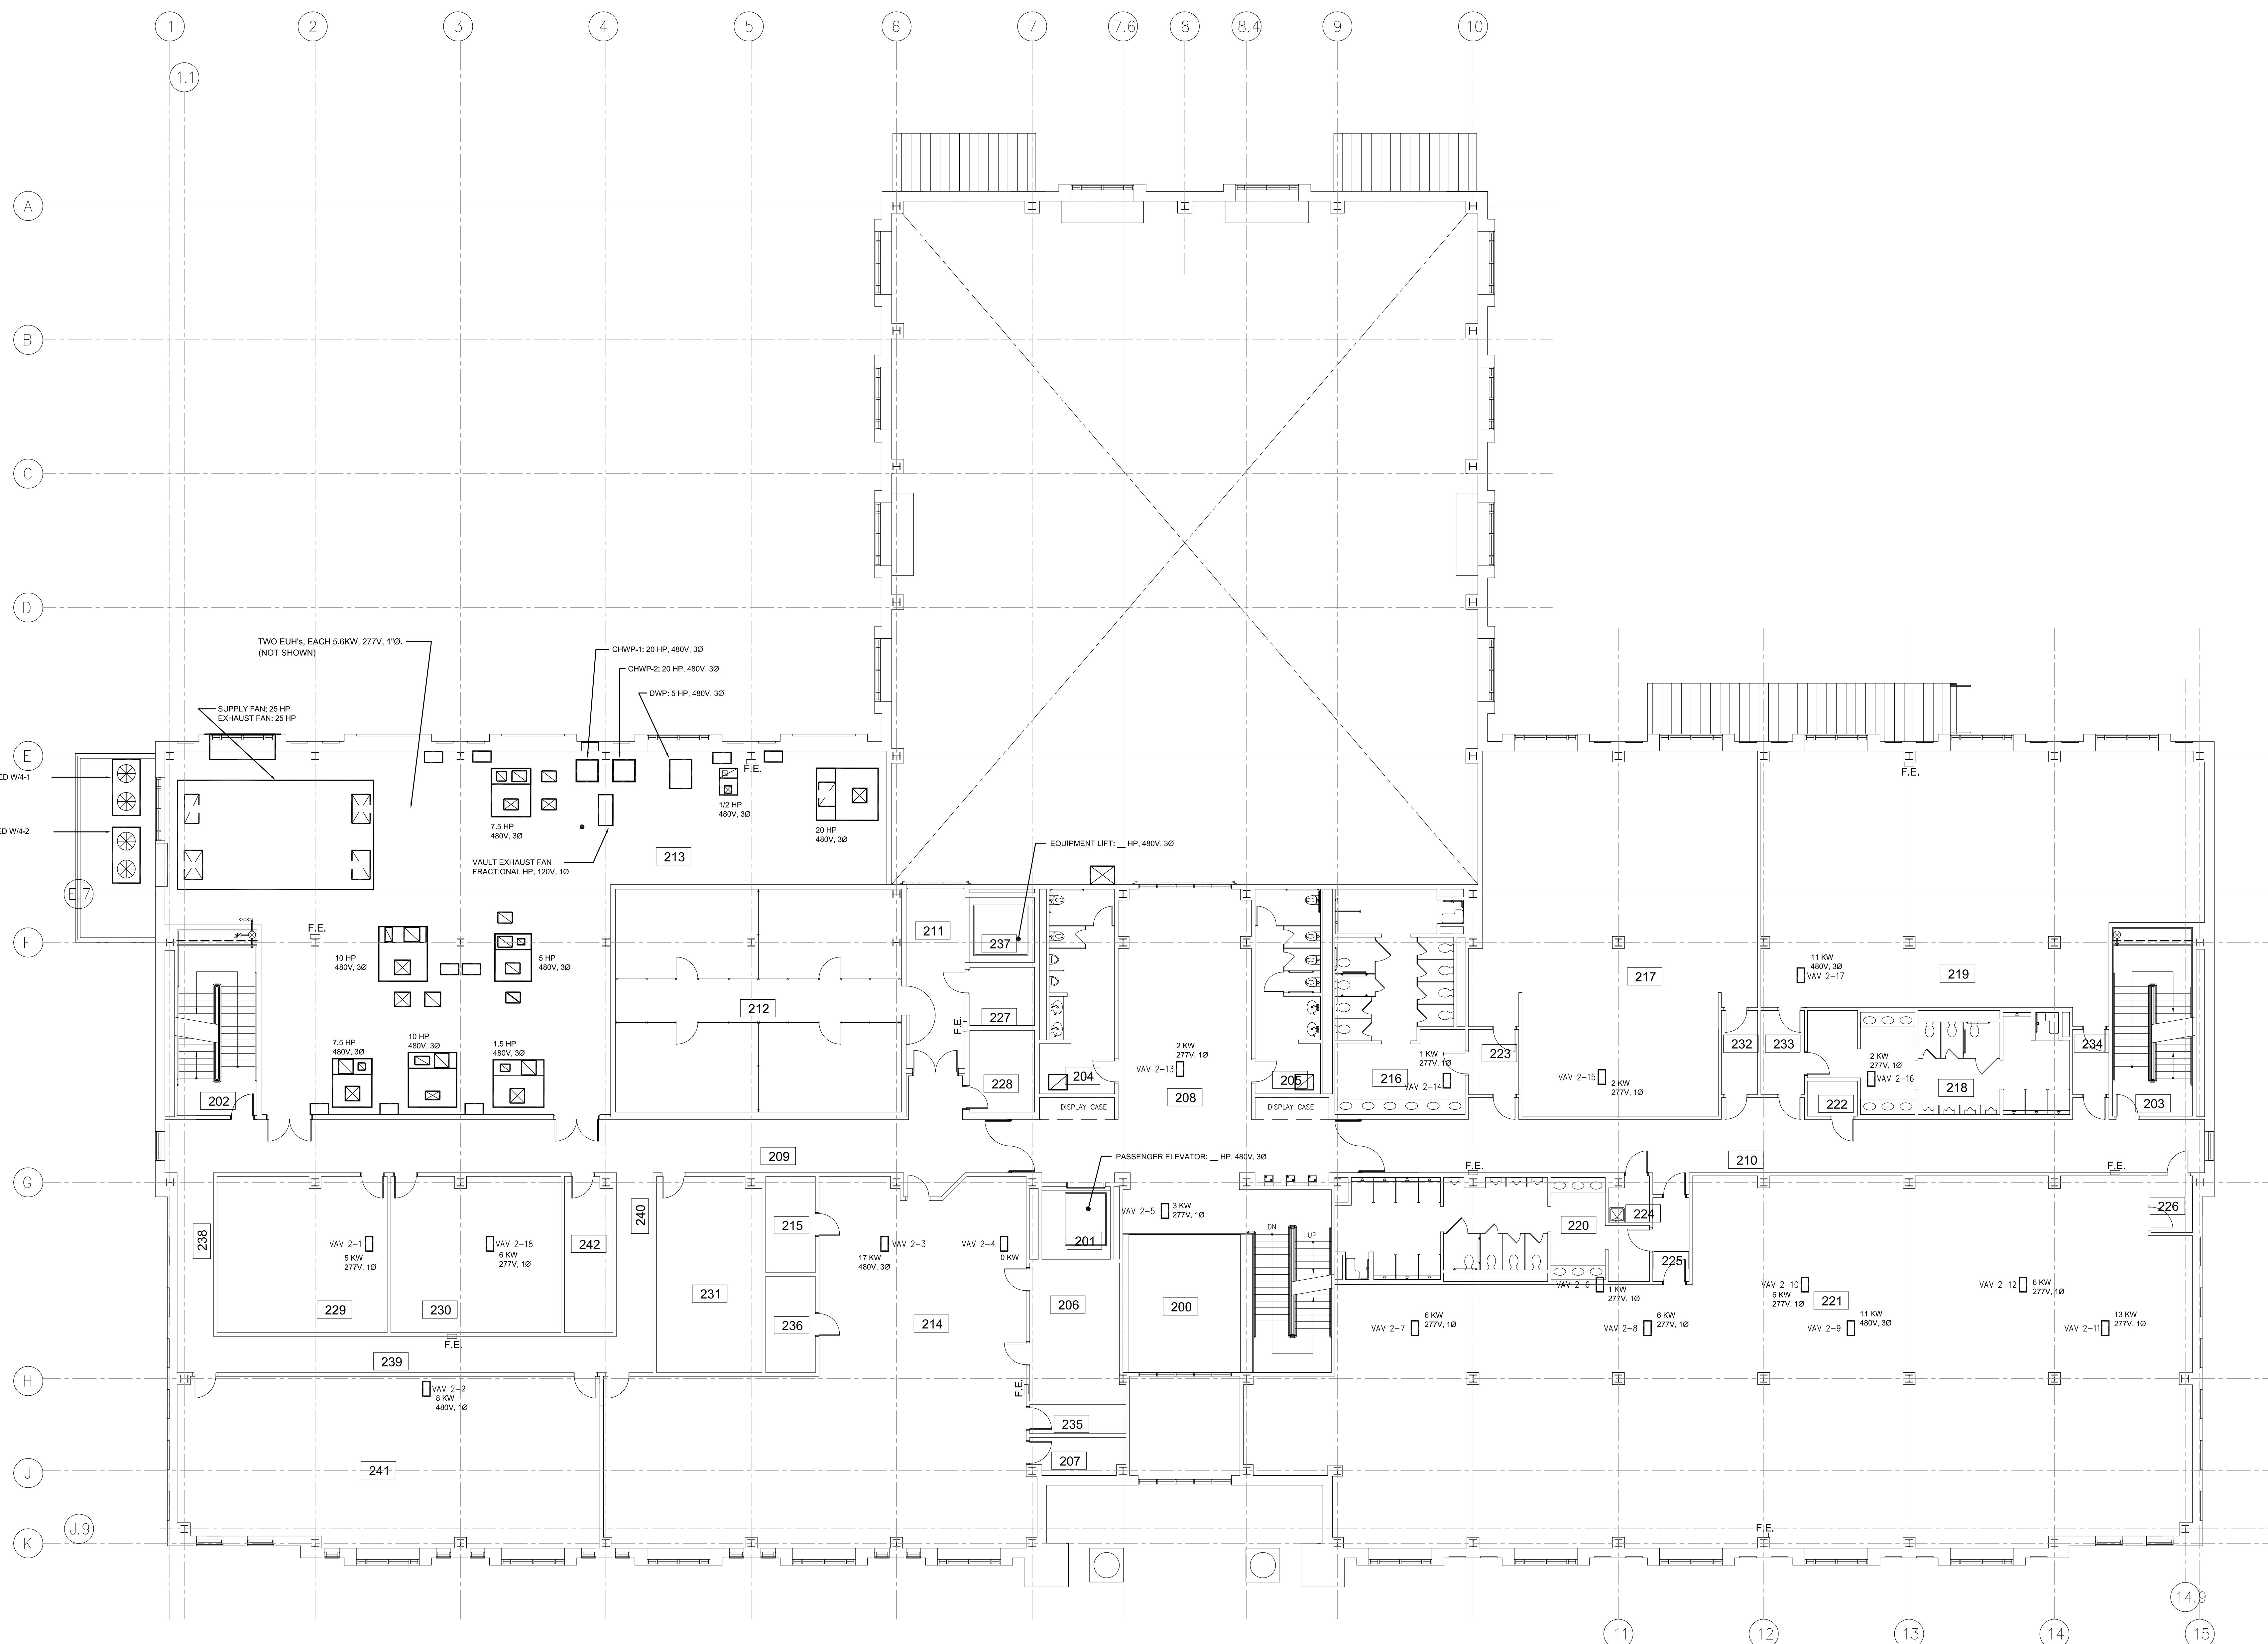 1
2
3
4
5
6
7
7.6
8
8.4
9
10
1.1
A
B
C
D
TWO EUH's, EACH 5.6KW, 277V, 1"Ø.
(NOT SHOWN)
CHWP-1: 20 HP, 480V, 3Ø
CHWP-2: 20 HP, 480V, 3Ø
DWP: 5 HP, 480V, 3Ø
SUPPLY FAN: 25 HP
EXHAUST FAN: 25 HP
E
F.E.
F.E.
ED W/4-1
ED W/4-2
7.5 HP
480V, 3Ø
1/2 HP
480V, 3Ø
20 HP
480V, 3Ø
VAULT EXHAUST FAN
FRACTIONAL HP, 120V, 1Ø
213
EQUIPMENT LIFT: __ HP, 480V, 3Ø
E.7
F
F.E.
10 HP
480V, 3Ø
5 HP
480V, 3Ø
211
237
212
227
F.E.
217
11 KW
480V, 3Ø
VAV 2-17
219
7.5 HP
480V, 3Ø
10 HP
480V, 3Ø
1.5 HP
480V, 3Ø
202
228
204
2 KW
277V, 1Ø
VAV 2-13
208
205
216
1 KW
277V, 1Ø
VAV 2-14
223
VAV 2-15
2 KW
277V, 1Ø
232
233
2 KW
277V, 1Ø
VAV 2-16
218
222
234
203
DISPLAY CASE
DISPLAY CASE
209
PASSENGER ELEVATOR: __ HP, 480V, 3Ø
F.E.
210
F.E.
G
238
VAV 2-1
5 KW
277V, 1Ø
229
VAV 2-18
6 KW
277V, 1Ø
230
242
240
231
215
236
17 KW
480V, 3Ø
VAV 2-3
VAV 2-4
0 KW
214
201
VAV 2-5
3 KW
277V, 1Ø
206
200
DN
UP
220
224
225
226
VAV 2-6
1 KW
277V, 1Ø
VAV 2-7
6 KW
277V, 1Ø
VAV 2-8
6 KW
277V, 1Ø
VAV 2-10
6 KW
277V, 1Ø
221
VAV 2-9
11 KW
480V, 3Ø
VAV 2-12
6 KW
277V, 1Ø
VAV 2-11
13 KW
277V, 1Ø
F.E.
239
H
VAV 2-2
8 KW
480V, 1Ø
F.E.
235
207
241
J
J.9
K
F.E.
14.9
11
12
13
14
15